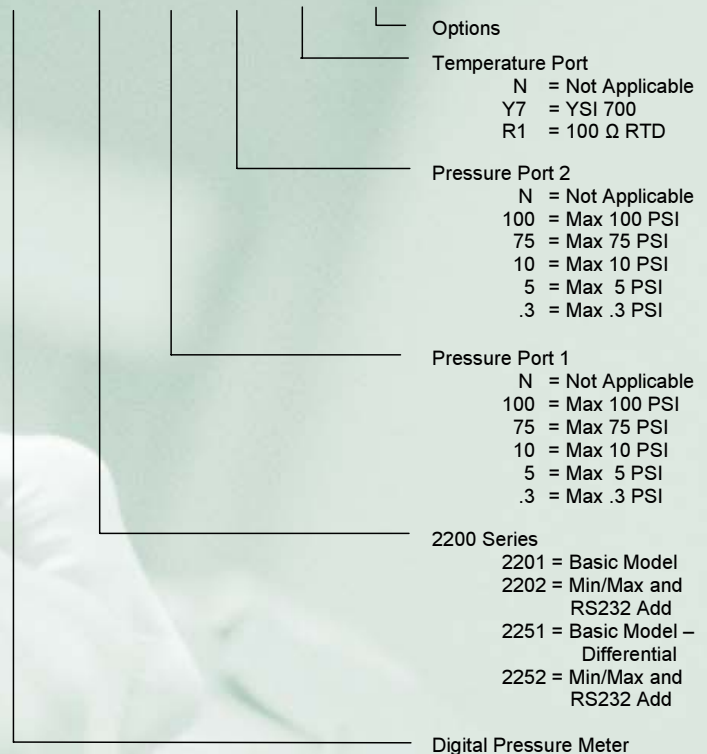 Options
Temperature Port
N = Not Applicable
Y7 = YSI 700
R1 = 100 Ω RTD
Pressure Port 2
N = Not Applicable
100 = Max 100 PSI
75 = Max 75 PSI
10 = Max 10 PSI
5 = Max 5 PSI
.3 = Max .3 PSI
Pressure Port 1
N = Not Applicable
100 = Max 100 PSI
75 = Max 75 PSI
10 = Max 10 PSI
5 = Max 5 PSI
.3 = Max .3 PSI
2200 Series
2201 = Basic Model
2202 = Min/Max and
RS232 Add
2251 = Basic Model –
Differential
2252 = Min/Max and
RS232 Add
Digital Pressure Meter